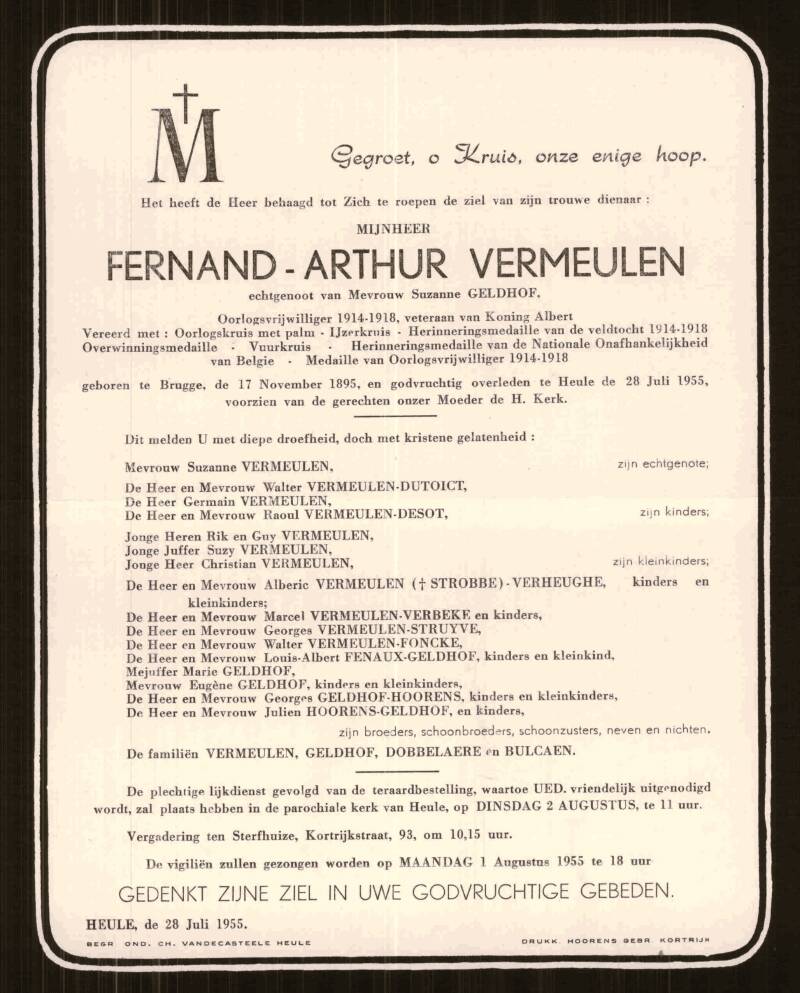 M
Gegroet, o Kruis, onze enige hoop.
Het heeft de Heer behaagd tot Zich te roepen de ziel van zijn trouwe dienaar :
MIJNHEER
FERNAND - ARTHUR VERMEULEN
echtgenoot van Mevrouw Suzanne GELDHOF,
Oorlogsvrijwilliger 1914-1918, veteraan van Koning Albert
Vereerd met : Oorlogskruis met palm - IJzerkruis - Herinneringsmedaille van de veldtocht 1914-1918
Overwinningsmedaille - Vuurkruis - Herinneringsmedaille van de Nationale Onafhankelijkheid
van Belgie - Medaille van Oorlogsvrijwilliger 1914-1918
geboren te Brugge, de 17 November 1895, en godvruchtig overleden te Heule de 28 Juli 1955,
voorzien van de gerechten onzer Moeder de H. Kerk.
Dit melden U met diepe droefheid, doch met kristene gelatenheid :
Mevrouw Suzanne VERMEULEN, zijn echtgenote;
De Heer en Mevrouw Walter VERMEULEN-DUTOICT,
De Heer Germain VERMEULEN,
De Heer en Mevrouw Raoul VERMEULEN-DESOT, zijn kinders;
Jonge Heren Rik en Guy VERMEULEN,
Jonge Juffer Suzy VERMEULEN,
Jonge Heer Christian VERMEULEN, zijn kleinkinders;
De Heer en Mevrouw Alberic VERMEULEN († STROBBE)-VERHEUGHE, kinders en
kleinkinders;
De Heer en Mevrouw Marcel VERMEULEN-VERBEKE en kinders,
De Heer en Mevrouw Georges VERMEULEN-STRUYVE,
De Heer en Mevrouw Walter VERMEULEN-FONCKE,
De Heer en Mevrouw Louis-Albert FENAUX-GELDHOF, kinders en kleinkind,
Mejuffer Marie GELDHOF,
Mevrouw Eugène GELDHOF, kinders en kleinkinders,
De Heer en Mevrouw Georges GELDHOF-HOORENS, kinders en kleinkinders,
De Heer en Mevrouw Julien HOORENS-GELDHOF, en kinders,
zijn broeders, schoonbroeders, schoonzusters, neven en nichten.
De familiën VERMEULEN, GELDHOF, DOBBELAERE en BULCAEN.
De plechtige lijkdienst gevolgd van de teraardbestelling, waartoe UED. vriendelijk uitgenodigd
wordt, zal plaats hebben in de parochiale kerk van Heule, op DINSDAG 2 AUGUSTUS, te 11 uur.
Vergadering ten Sterfhuize, Kortrijkstraat, 93, om 10,15 uur.
De vigiliën zullen gezongen worden op MAANDAG 1 Augustus 1955 te 18 uur
GEDENKT ZIJNE ZIEL IN UWE GODVRUCHTIGE GEBEDEN.
HEULE, de 28 Juli 1955.
BEGR. OND. CH. VANDECASTEELE HEULE DRUKK. HOORENS GEBR. KORTRIJK